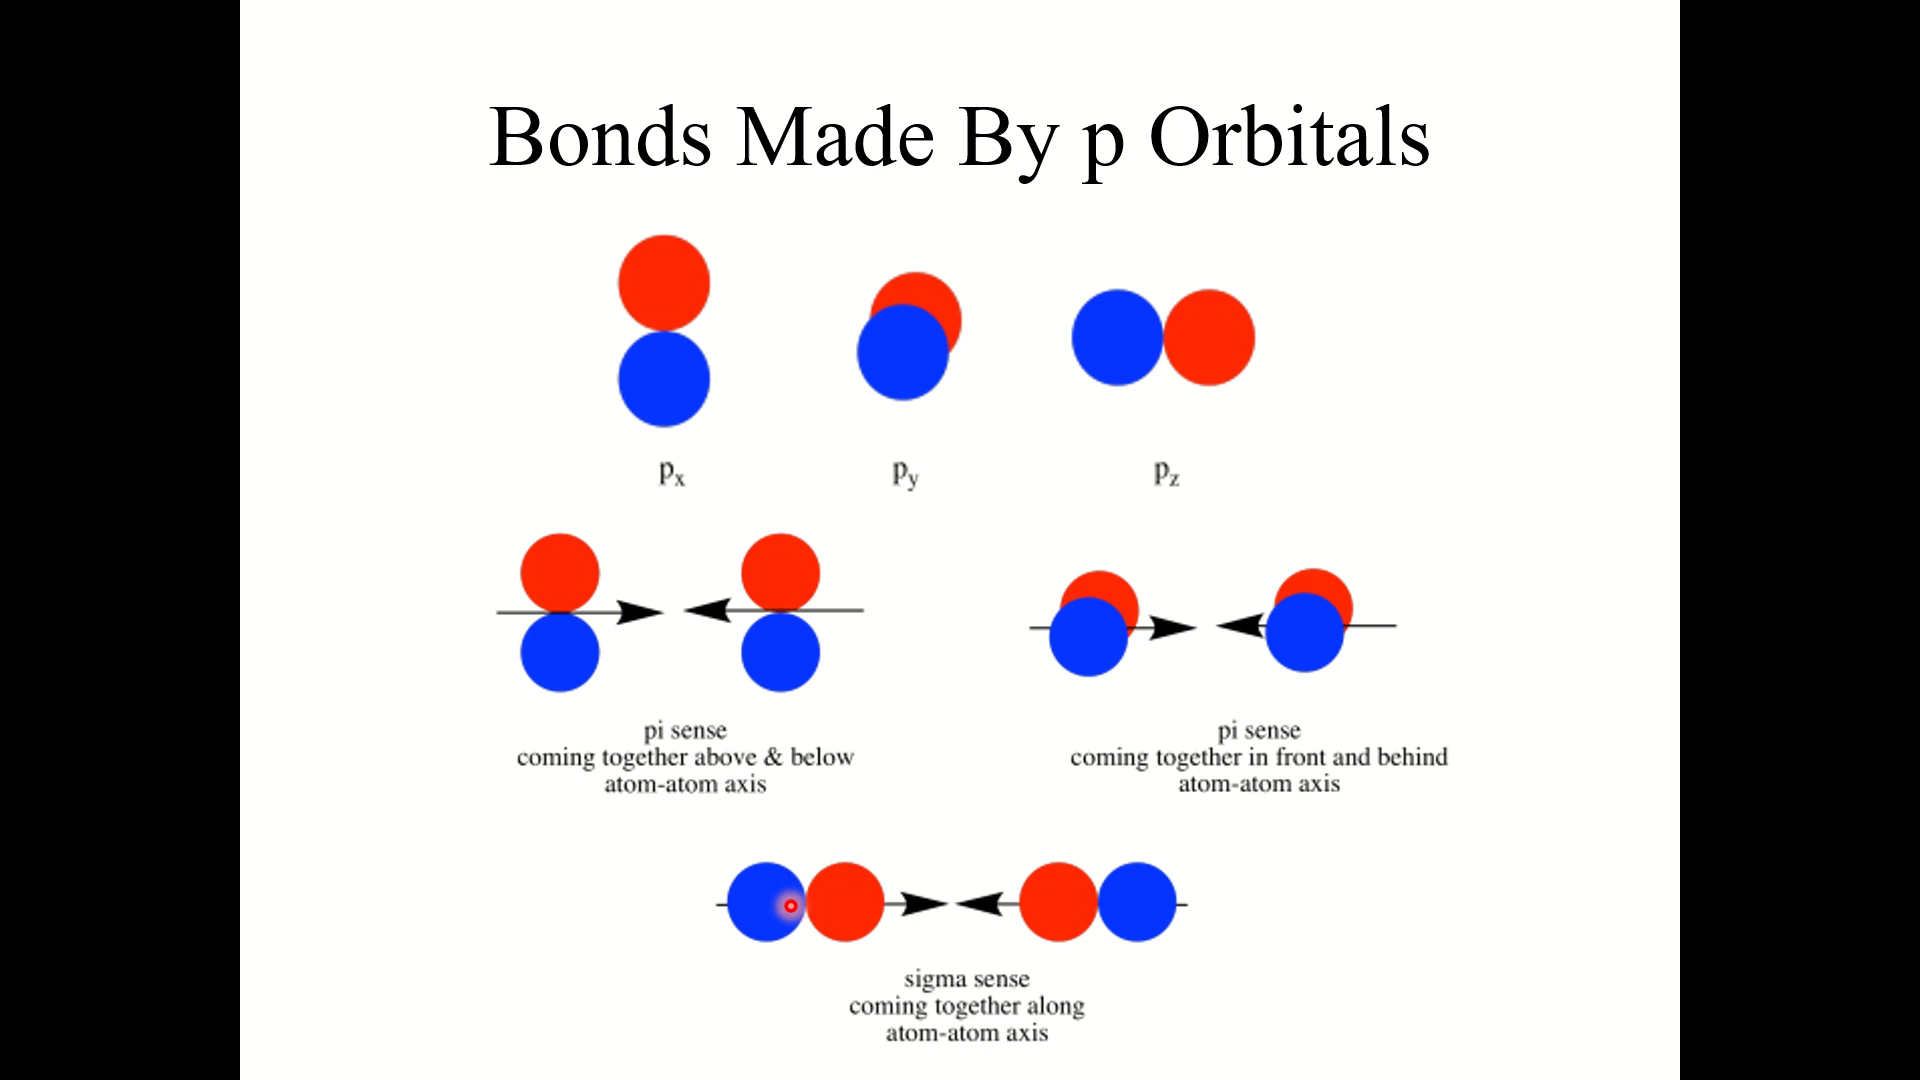 Bonds Made By p Orbitals
px py pz
pi sense
coming together above & below
atom-atom axis
pi sense
coming together in front and behind
atom-atom axis
sigma sense
coming together along
atom-atom axis